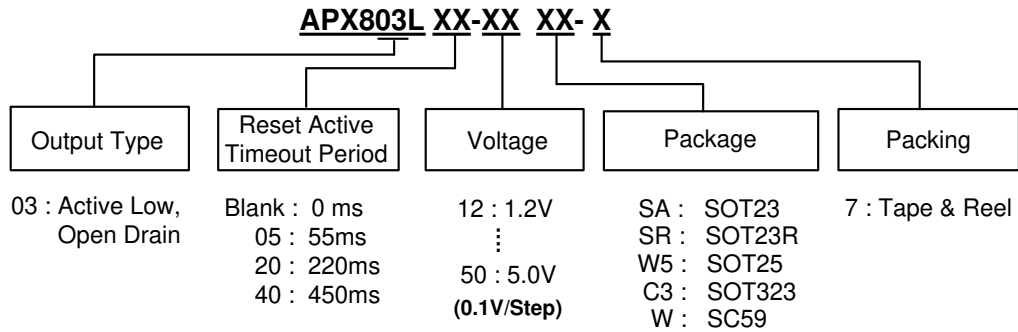 APX803L XX-XX XX- X
Output Type
Reset Active
Timeout Period
Voltage
Package
Packing
03 : Active Low,
Open Drain
Blank : 0 ms
05 : 55ms
20 : 220ms
40 : 450ms
12 : 1.2V
50 : 5.0V
(0.1V/Step)
SA : SOT23
SR : SOT23R
W5 : SOT25
C3 : SOT323
W : SC59
7 : Tape & Reel